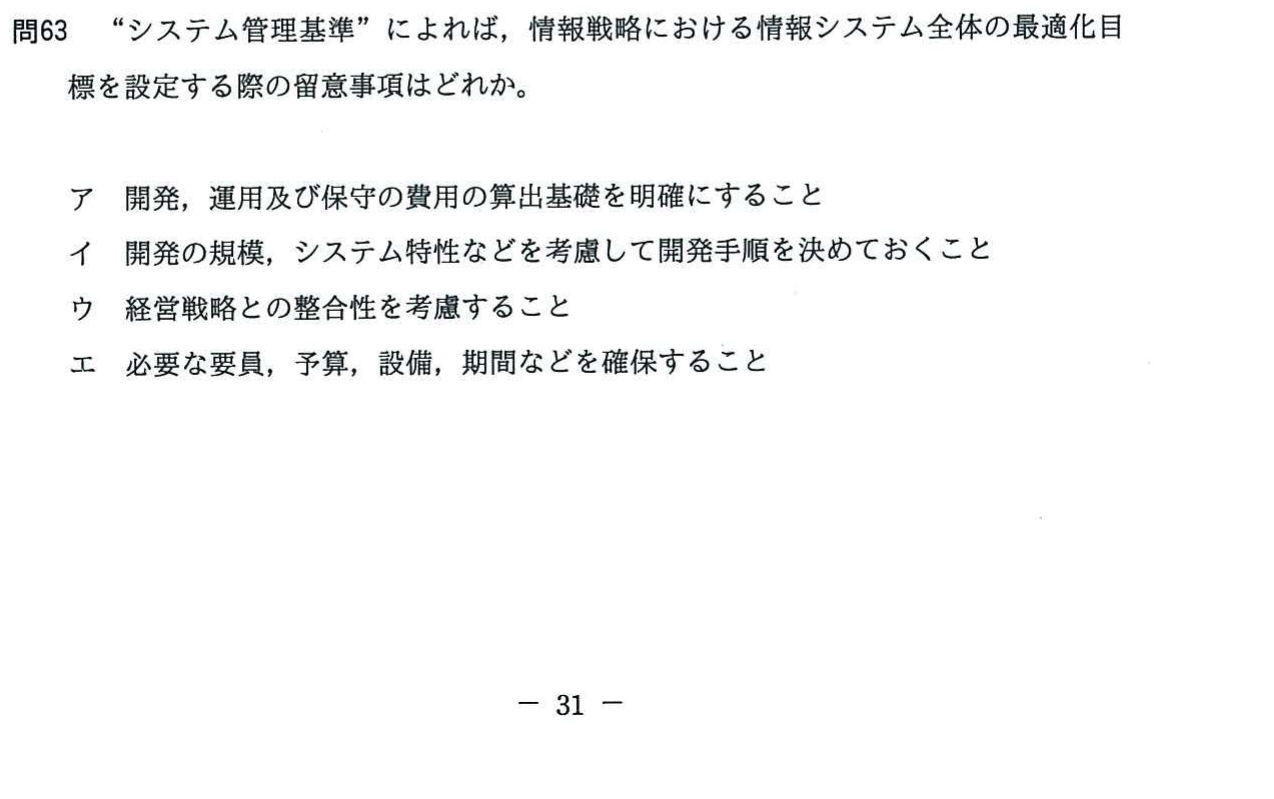 問63 “システム管理基準”によれば，情報戦略における情報システム全体の最適化目
標を設定する際の留意事項はどれか。
ア 開発，運用及び保守の費用の算出基礎を明確にすること
イ 開発の規模，システム特性などを考慮して開発手順を決めておくこと
ウ 経営戦略との整合性を考慮すること
エ 必要な要員，予算，設備，期間などを確保すること
－ 31 －